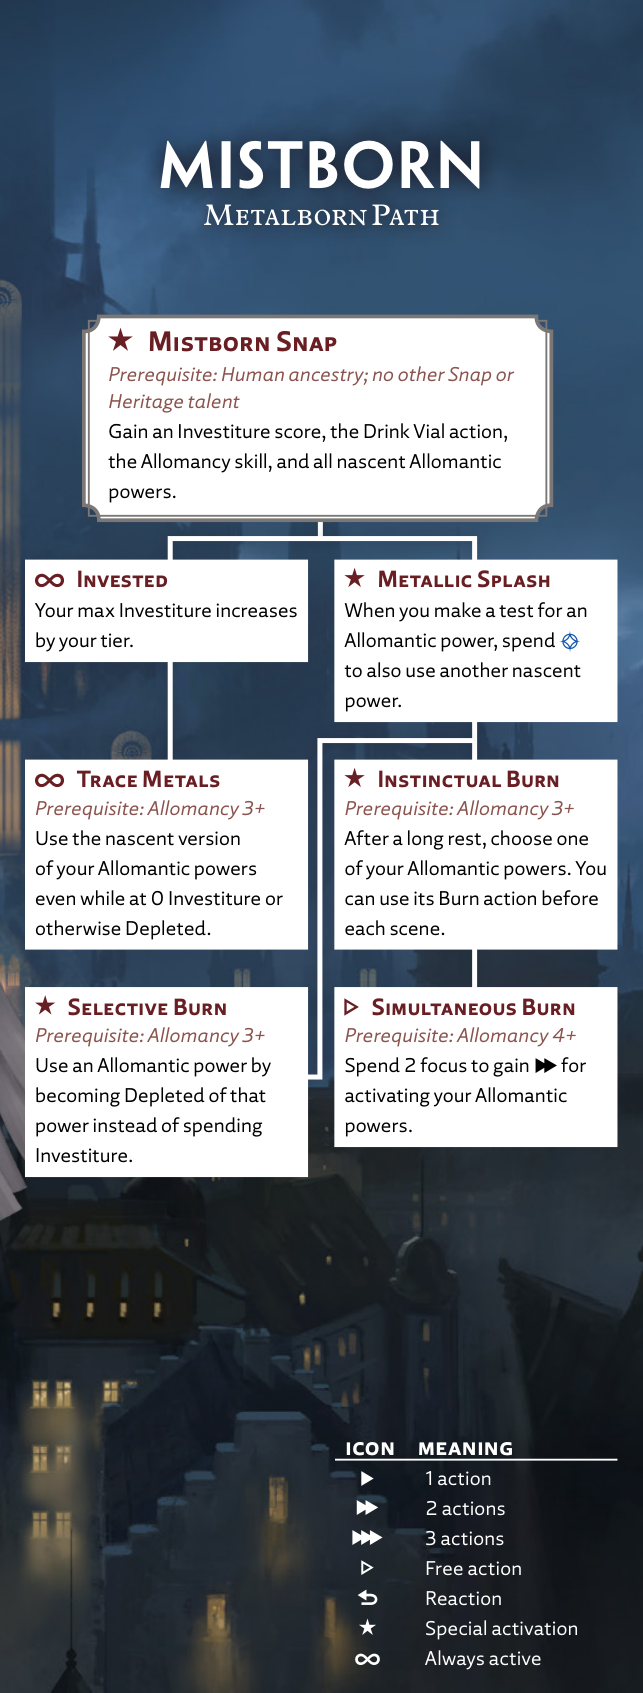 MISTBORN
METALBORN PATH
★ MISTBORN SNAP
Prerequisite: Human ancestry; no other Snap or
Heritage talent
Gain an Investiture score, the Drink Vial action,
the Allomancy skill, and all nascent Allomantic
powers.
∞ INVESTED
Your max Investiture increases
by your tier.
★ METALLIC SPLASH
When you make a test for an
Allomantic power, spend
to also use another nascent
power.
∞ TRACE METALS
Prerequisite: Allomancy 3+
Use the nascent version
of your Allomantic powers
even while at 0 Investiture or
otherwise Depleted.
★ INSTINCTUAL BURN
Prerequisite: Allomancy 3+
After a long rest, choose one
of your Allomantic powers. You
can use its Burn action before
each scene.
★ SELECTIVE BURN
Prerequisite: Allomancy 3+
Use an Allomantic power by
becoming Depleted of that
power instead of spending
Investiture.
▷ SIMULTANEOUS BURN
Prerequisite: Allomancy 4+
Spend 2 focus to gain ▶▶ for
activating your Allomantic
powers.
ICON MEANING
▶ 1 action
▶▶ 2 actions
▶▶▶ 3 actions
▷ Free action
⮌ Reaction
★ Special activation
∞ Always active